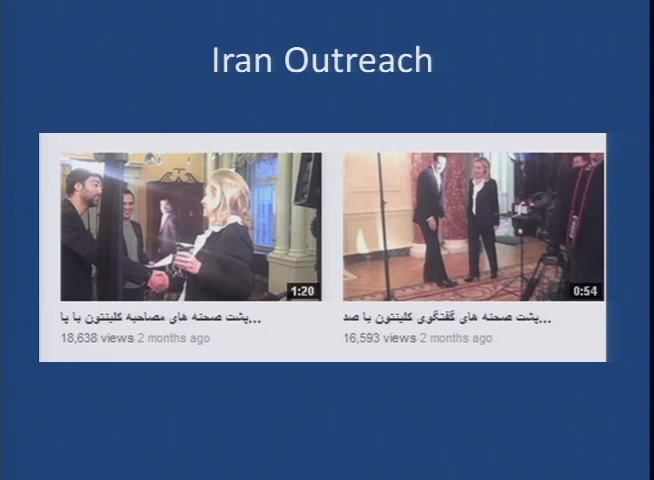 Iran Outreach
1:20
0:54
پشت صحنه های مصاحبه کلینتون با پا...
18,638 views 2 months ago
پشت صحنه های گفتگوی کلینتون با صد...
16,593 views 2 months ago